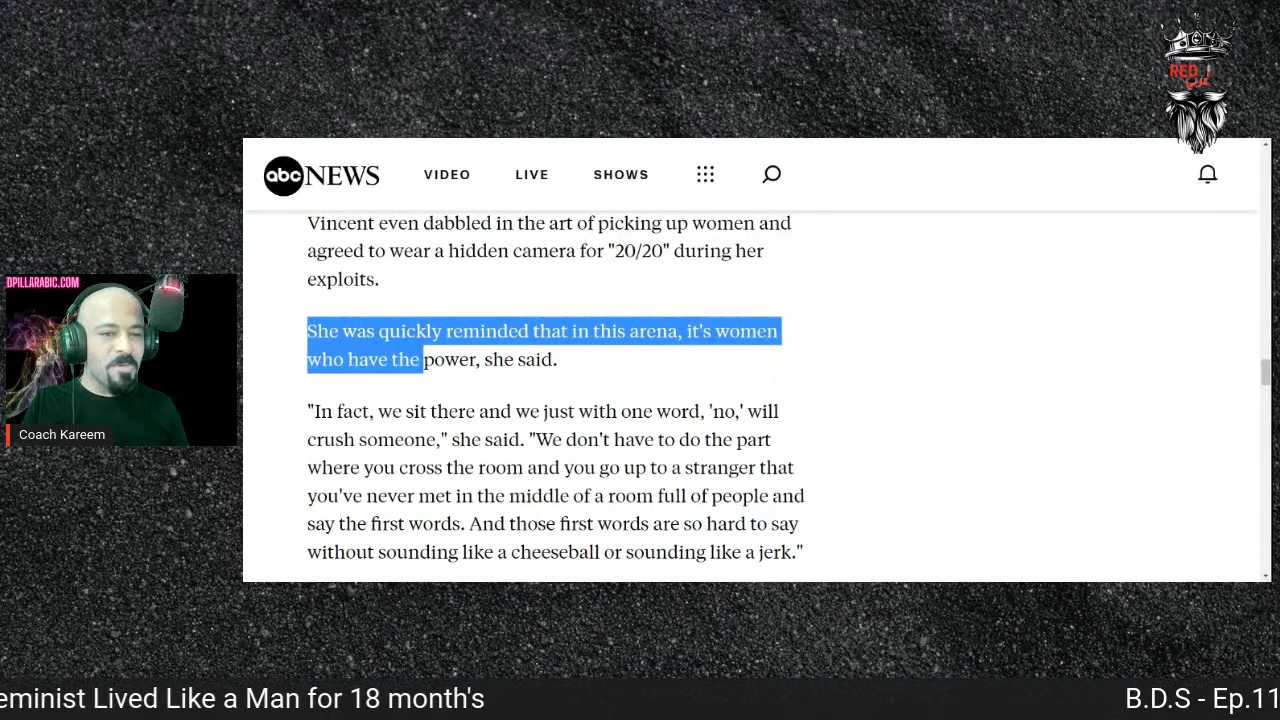 RED
abc NEWS VIDEO LIVE SHOWS
Vincent even dabbled in the art of picking up women and
agreed to wear a hidden camera for "20/20" during her
exploits.
She was quickly reminded that in this arena, it's women
who have the power, she said.
"In fact, we sit there and we just with one word, 'no,' will
crush someone," she said. "We don't have to do the part
where you cross the room and you go up to a stranger that
you've never met in the middle of a room full of people and
say the first words. And those first words are so hard to say
without sounding like a cheeseball or sounding like a jerk."
DPILLARABIC.COM
Coach Kareem
eminist Lived Like a Man for 18 month's
B.D.S - Ep.11